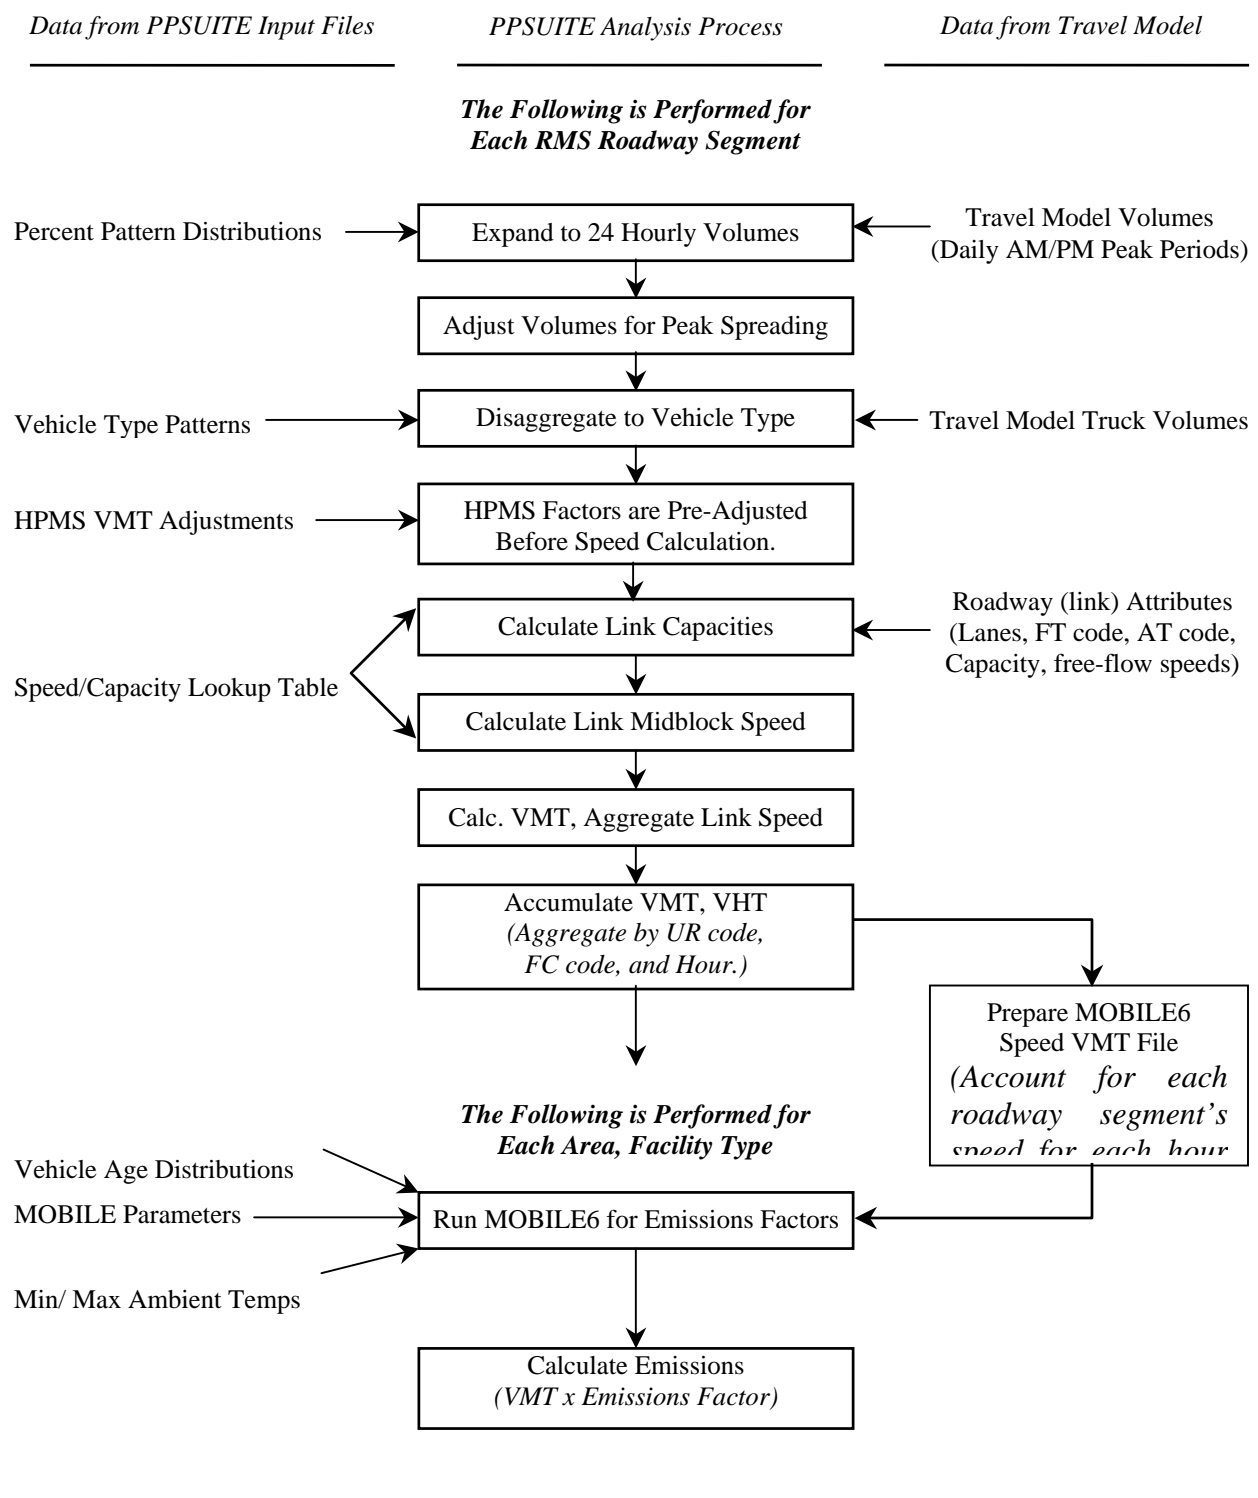 Data from PPSUITE Input Files
PPSUITE Analysis Process
Data from Travel Model
The Following is Performed for
Each RMS Roadway Segment
Percent Pattern Distributions
Expand to 24 Hourly Volumes
Travel Model Volumes
(Daily AM/PM Peak Periods)
Adjust Volumes for Peak Spreading
Vehicle Type Patterns
Disaggregate to Vehicle Type
Travel Model Truck Volumes
HPMS VMT Adjustments
HPMS Factors are Pre-Adjusted
Before Speed Calculation.
Calculate Link Capacities
Roadway (link) Attributes
(Lanes, FT code, AT code,
Capacity, free-flow speeds)
Speed/Capacity Lookup Table
Calculate Link Midblock Speed
Calc. VMT, Aggregate Link Speed
Accumulate VMT, VHT
(Aggregate by UR code,
FC code, and Hour.)
Prepare MOBILE6
Speed VMT File
(Account for each
roadway segment's
speed for each hour
The Following is Performed for
Each Area, Facility Type
Vehicle Age Distributions
MOBILE Parameters
Run MOBILE6 for Emissions Factors
Min/ Max Ambient Temps
Calculate Emissions
(VMT x Emissions Factor)